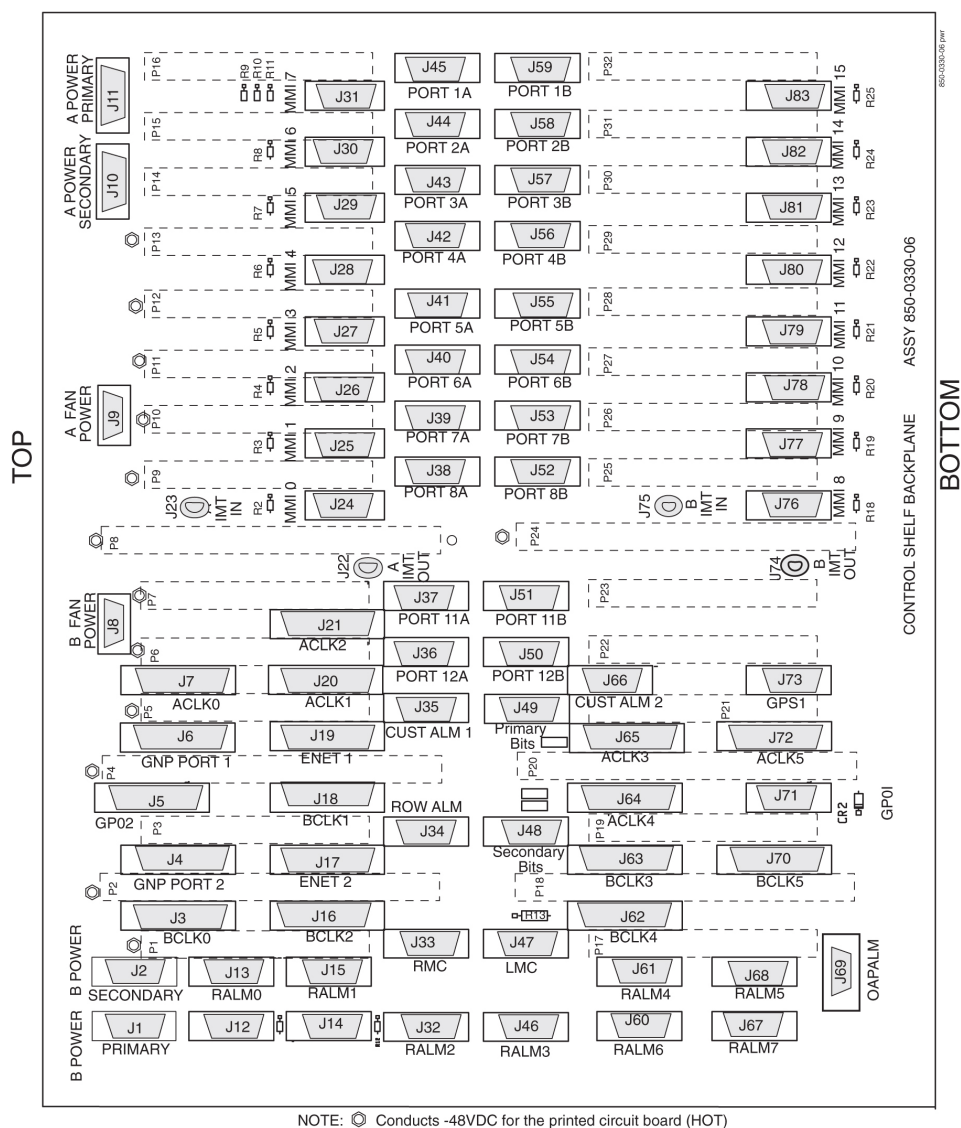 850-0330-06 pwr
TOP
BOTTOM
CONTROL SHELF BACKPLANE
ASSY 850-0330-06
A POWER
PRIMARY
J11
P16
R9
R10
R11
MMI 7
J31
J45
PORT 1A
J59
PORT 1B
P32
J83
MMI 15
R25
A POWER
SECONDARY
J10
P15
R8
MMI 6
J30
J44
PORT 2A
J58
PORT 2B
P31
J82
MMI 14
R24
P14
R7
MMI 5
J29
J43
PORT 3A
J57
PORT 3B
P30
J81
MMI 13
R23
P13
R6
MMI 4
J28
J42
PORT 4A
J56
PORT 4B
P29
J80
MMI 12
R22
P12
R5
MMI 3
J27
J41
PORT 5A
J55
PORT 5B
P28
J79
MMI 11
R21
P11
R4
MMI 2
J26
J40
PORT 6A
J54
PORT 6B
P27
J78
MMI 10
R20
A FAN
POWER
J9
P10
R3
MMI 1
J25
J39
PORT 7A
J53
PORT 7B
P26
J77
MMI 9
R19
P9
J38
PORT 8A
J52
PORT 8B
P25
J23
IMT
IN
R2
MMI 0
J24
J75
B
IMT
IN
J76
MMI 8
R18
P8
P24
J22
A
IMT
OUT
J74
B
IMT
OUT
B FAN
POWER
J8
P7
J21
ACLK2
J37
PORT 11A
J51
PORT 11B
P23
P6
J7
ACLK0
J20
ACLK1
J36
PORT 12A
J50
PORT 12B
P22
J66
CUST ALM 2
J73
GPS1
P5
J6
GNP PORT 1
J19
ENET 1
J35
CUST ALM 1
J49
Primary
Bits
J65
ACLK3
P21
J72
ACLK5
P4
P20
J5
GP02
J18
BCLK1
ROW ALM
J34
J64
ACLK4
J71
CR2
GP0I
P3
J4
GNP PORT 2
J17
ENET 2
J48
Secondary
Bits
P19
J63
BCLK3
J70
BCLK5
P2
P18
J3
BCLK0
J16
BCLK2
R13
J62
BCLK4
P1
J33
RMC
J47
LMC
P17
B POWER
J2
SECONDARY
J13
RALM0
J15
RALM1
J61
RALM4
J68
RALM5
J69
OAPALM
B POWER
J1
PRIMARY
J12
J14
J32
RALM2
J46
RALM3
J60
RALM6
J67
RALM7
NOTE: Conducts -48VDC for the printed circuit board (HOT)